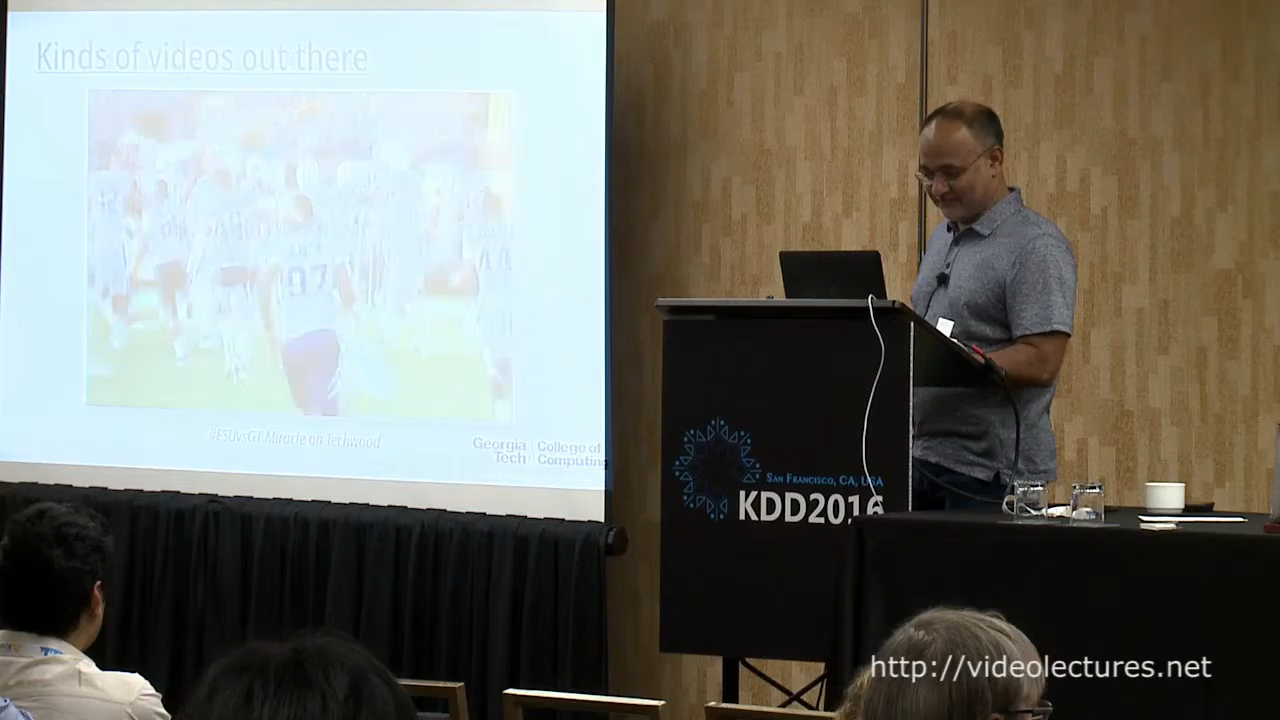 Kinds of videos out there
97
#FSUvsGT Miracle on Techwood
Georgia Tech
College of Computing
San Francisco, CA, USA
KDD2016
http://videolectures.net